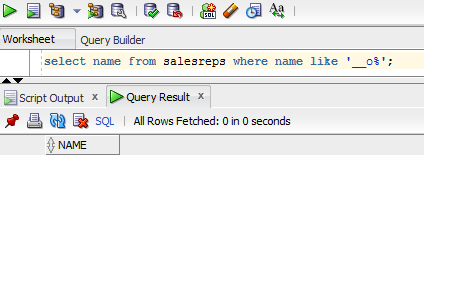 Worksheet Query Builder
select name from salesreps where name like '__o%';
Script Output x Query Result x
SQL | All Rows Fetched: 0 in 0 seconds
NAME